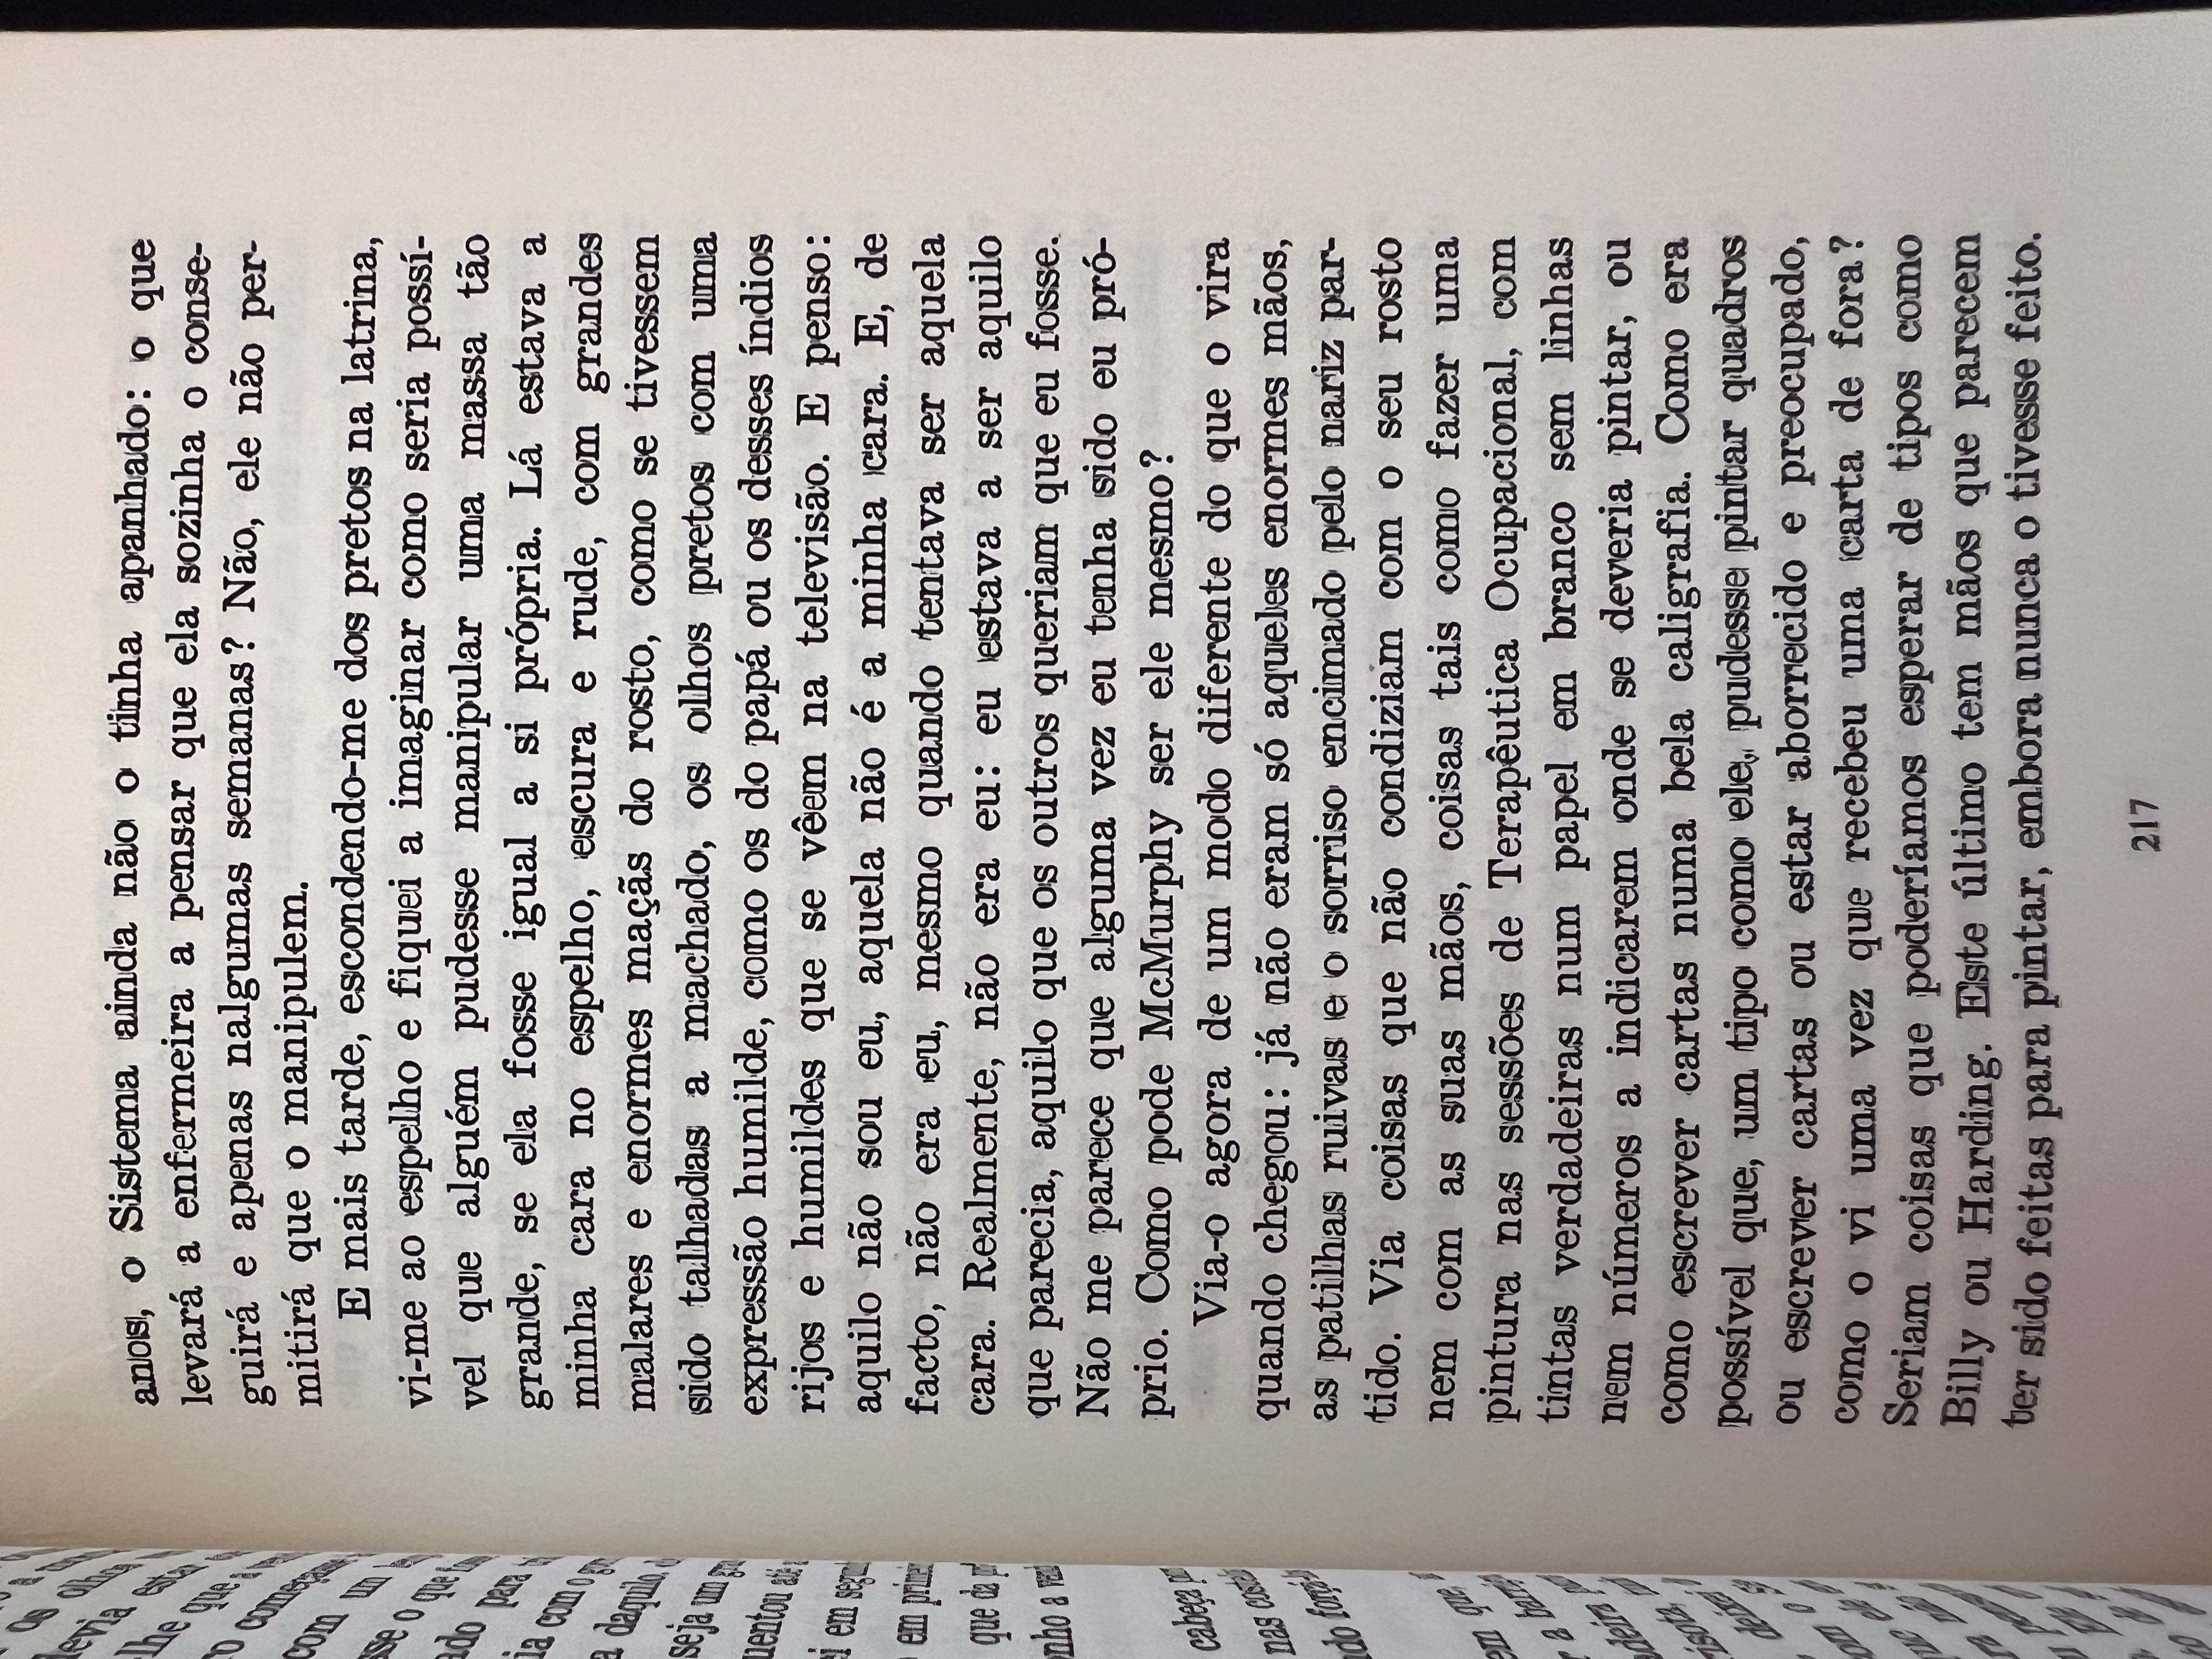 anos, o Sistema ainda não o tinha apanhado: o que
levará a enfermeira a pensar que ela sozinha o conse-
guirá e apenas nalgumas semanas? Não, ele não per-
mitirá que o manipulem.
E mais tarde, escondendo-me dos pretos na latrina,
vi-me ao espelho e fiquei a imaginar como seria possí-
vel que alguém pudesse manipular uma massa tão
grande, se ela fosse igual a si própria. Lá estava a
minha cara no espelho, escura e rude, com grandes
malares e enormes maçãs do rosto, como se tivessem
sido talhadas a machado, os olhos pretos com uma
expressão humilde, como os do papá ou os desses índios
rijos e humildes que se vêem na televisão. E penso:
aquilo não sou eu, aquela não é a minha cara. E, de
facto, não era eu, mesmo quando tentava ser aquela
cara. Realmente, não era eu: eu estava a ser aquilo
que parecia, aquilo que os outros queriam que eu fosse.
Não me parece que alguma vez eu tenha sido eu pró-
prio. Como pode McMurphy ser ele mesmo?
Via-o agora de um modo diferente do que o vira
quando chegou: já não eram só aqueles enormes mãos,
as patilhas ruivas e o sorriso encimado pelo nariz par-
tido. Via coisas que não condiziam com o seu rosto
nem com as suas mãos, coisas tais como fazer uma
pintura nas sessões de Terapêutica Ocupacional, com
tintas verdadeiras num papel em branco sem linhas
nem números a indicarem onde se deveria pintar, ou
como escrever cartas numa bela caligrafia. Como era
possível que, um tipo como ele, pudesse pintar quadros
ou escrever cartas ou estar aborrecido e preocupado,
como o vi uma vez que recebeu uma carta de fora?
Seriam coisas que poderíamos esperar de tipos como
Billy ou Harding. Este último tem mãos que parecem
ter sido feitas para pintar, embora nunca o tivesse feito.
217